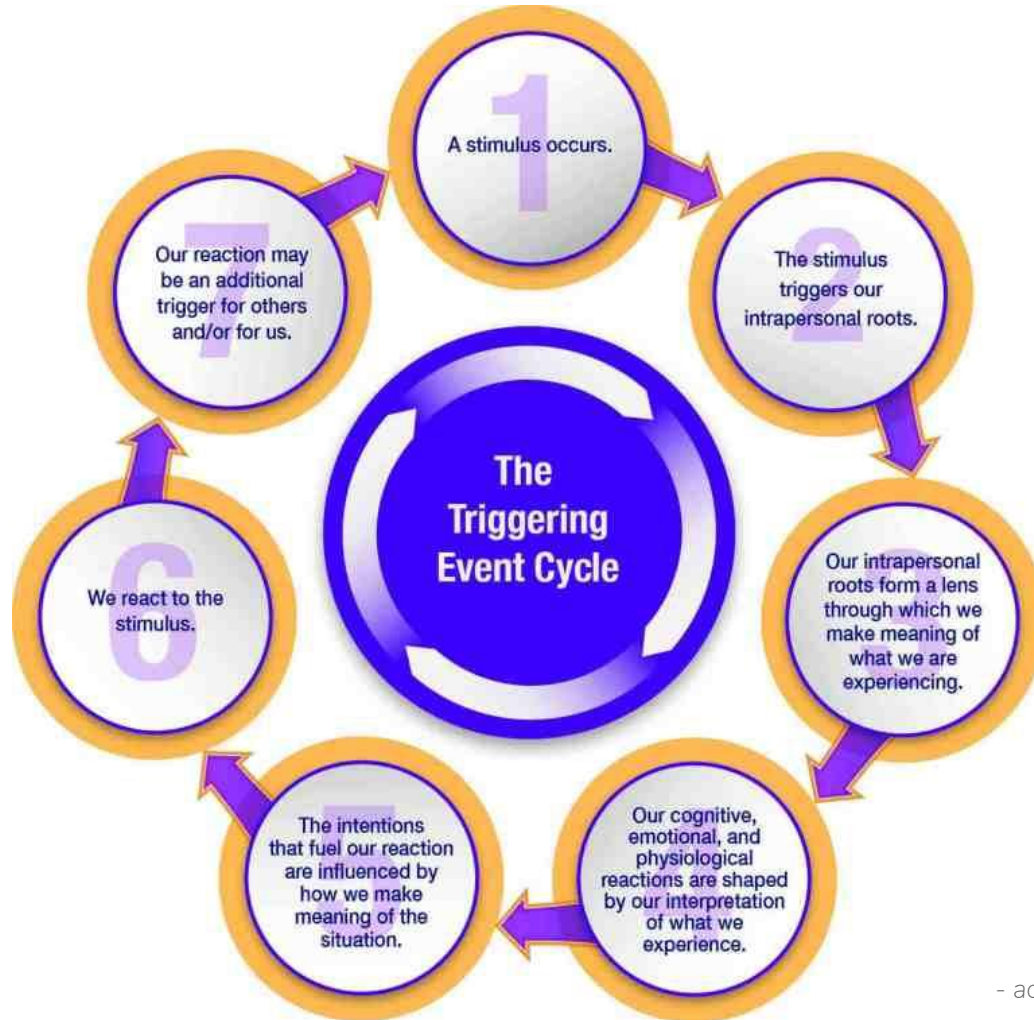 1
A stimulus occurs.
2
The stimulus
triggers our
intrapersonal roots.
3
Our intrapersonal
roots form a lens
through which we
make meaning of
what we are
experiencing.
4
Our cognitive,
emotional, and
physiological
reactions are shaped
by our interpretation
of what we
experience.
5
The intentions
that fuel our reaction
are influenced by
how we make
meaning of the
situation.
6
We react to the
stimulus.
7
Our reaction may
be an additional
trigger for others
and/or for us.
The
Triggering
Event Cycle